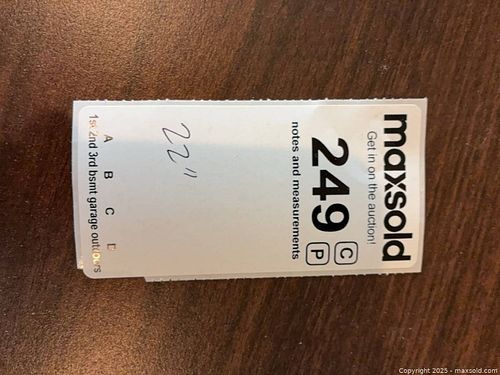 maxsold
Get in on the auction!
249 C P
notes and measurements
22"
A B C D
1st 2nd 3rd bsmt garage outdoors
Copyright 2025 - maxsold.com